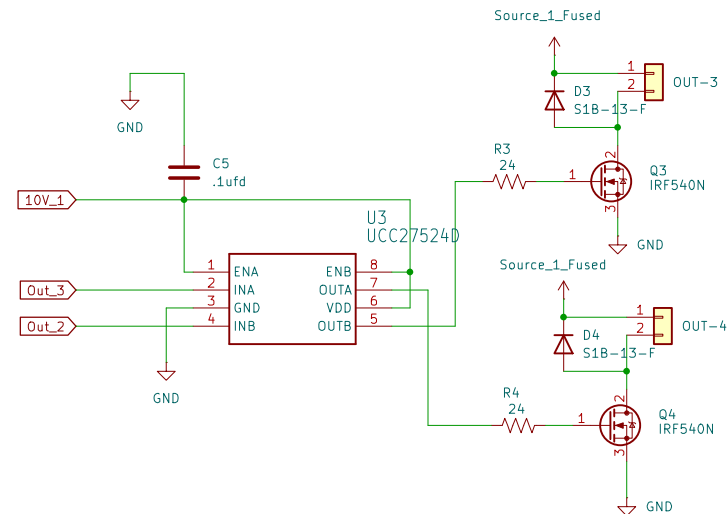 Source_1_Fused
1
2
OUT-3
D3
S1B-13-F
GND
C5
.1ufd
R3
24
1
2
3
Q3
IRF540N
GND
10V_1
U3
UCC27524D
Out_3
Out_2
1
2
3
4
ENA
INA
GND
INB
ENB
OUTA
VDD
OUTB
8
7
6
5
GND
Source_1_Fused
1
2
OUT-4
D4
S1B-13-F
R4
24
1
2
3
Q4
IRF540N
GND